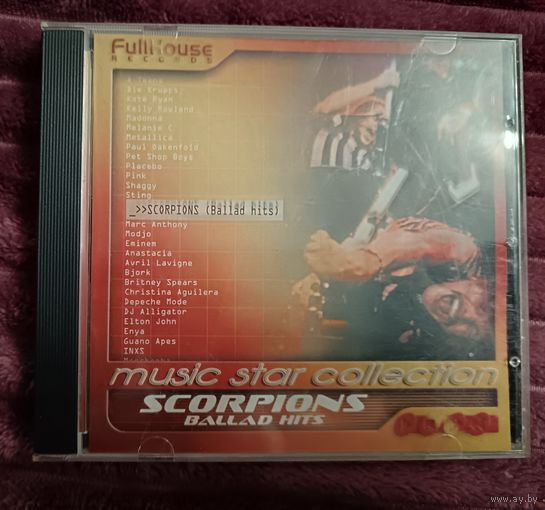 FullHouse
RECORDS
A Teens
Die Krupps
Kate Ryan
Kelly Rowland
Madonna
Melanie C
Metallica
Paul Oakenfold
Pet Shop Boys
Placebo
Pink
Shaggy
Sting
_>>SCORPIONS (Ballad hits)
Marc Anthony
Modjo
Eminem
Anastacia
Avril Lavigne
Bjork
Britney Spears
Christina Aguilera
Depeche Mode
DJ Alligator
Elton John
Enya
Guano Apes
INXS
music star collection
SCORPIONS
BALLAD HITS
www.ay.by